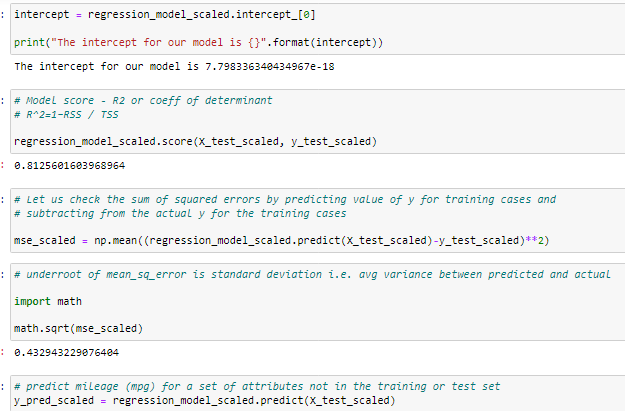 : intercept = regression_model_scaled.intercept_[0]
print("The intercept for our model is {}".format(intercept))
The intercept for our model is 7.798336340434967e-18
: # Model score - R2 or coeff of determinant
# R^2=1–RSS / TSS
regression_model_scaled.score(X_test_scaled, y_test_scaled)
: 0.8125601603968964
: # Let us check the sum of squared errors by predicting value of y for training cases and
# subtracting from the actual y for the training cases
mse_scaled = np.mean((regression_model_scaled.predict(X_test_scaled)-y_test_scaled)**2)
: # underroot of mean_sq_error is standard deviation i.e. avg variance between predicted and actual
import math
math.sqrt(mse_scaled)
: 0.432943229076404
: # predict mileage (mpg) for a set of attributes not in the training or test set
y_pred_scaled = regression_model_scaled.predict(X_test_scaled)